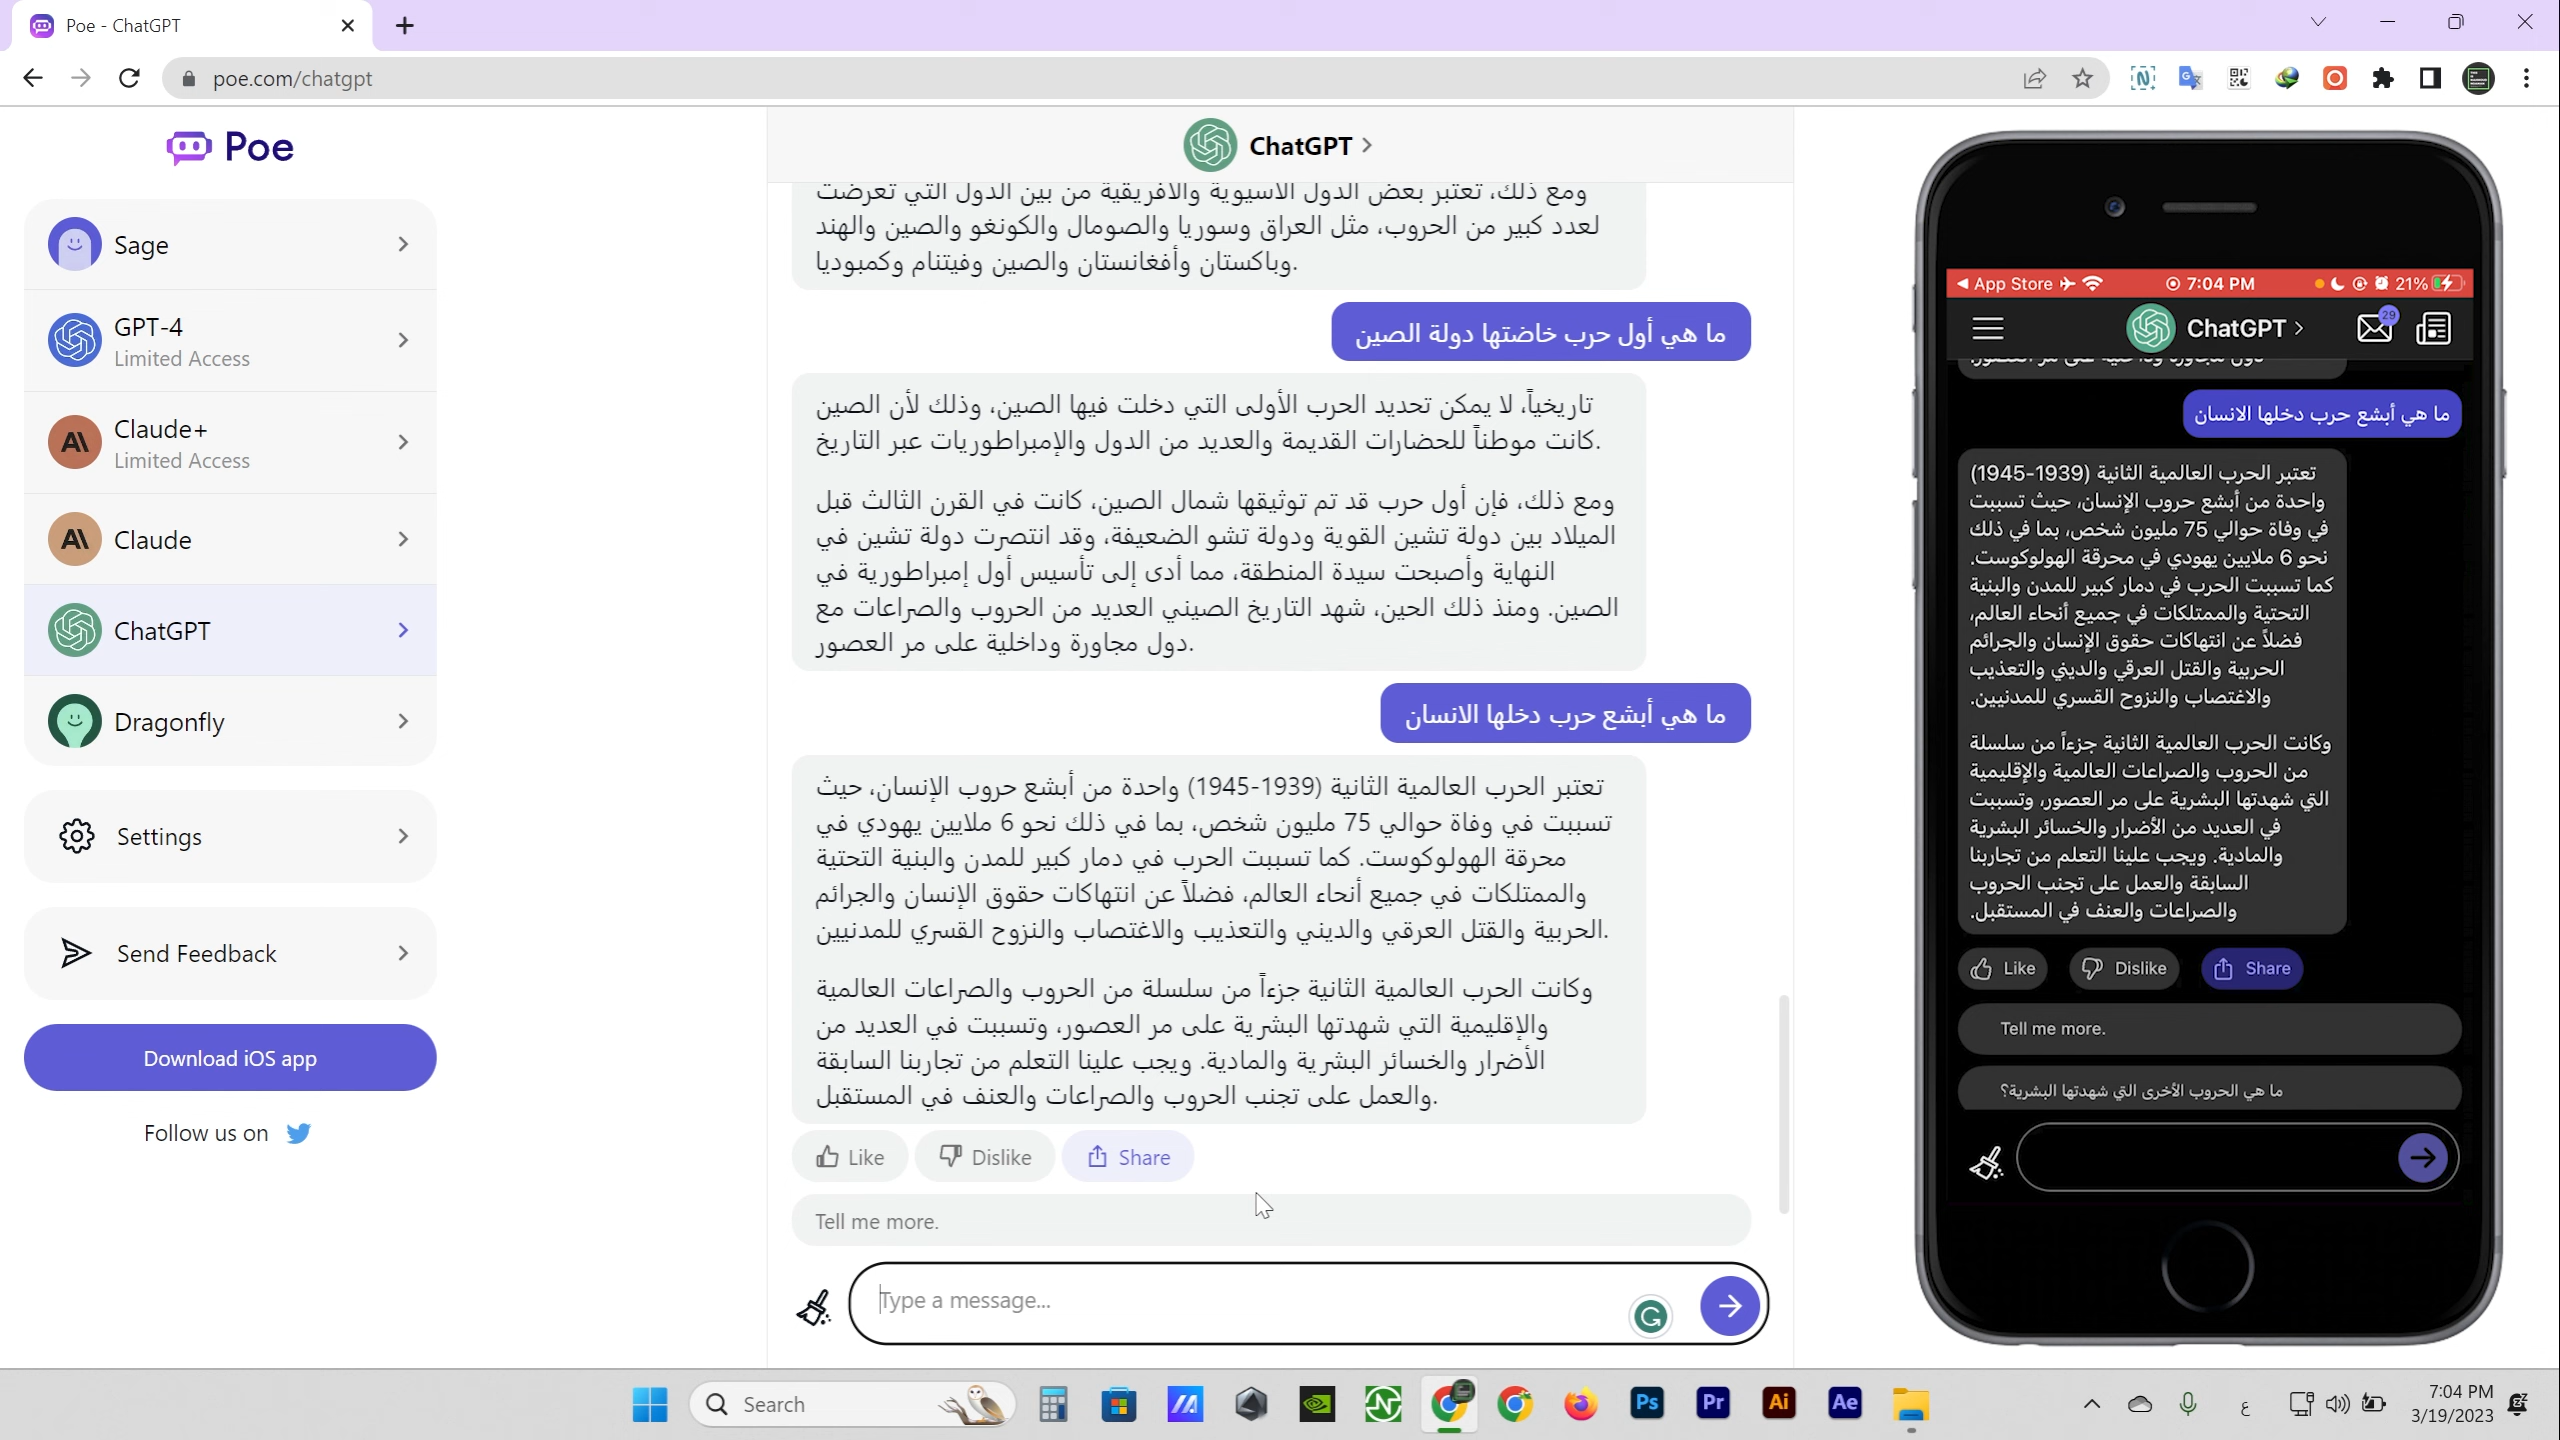 Poe - ChatGPT
poe.com/chatgpt
Poe
Sage
GPT-4
Limited Access
Claude+
Limited Access
Claude
ChatGPT
Dragonfly
Settings
Send Feedback
Download iOS app
Follow us on
ChatGPT
ومع ذلك، تعتبر بعض الدول الآسيوية والأفريقية من بين الدول التي تعرضت
لعدد كبير من الحروب، مثل العراق وسوريا والصومال والكونغو والصين والهند
وباكستان وأفغانستان والصين وفيتنام وكمبوديا.
ما هي أول حرب خاضتها دولة الصين
تاريخياً، لا يمكن تحديد الحرب الأولى التي دخلت فيها الصين، وذلك لأن الصين
كانت موطناً للحضارات القديمة والعديد من الدول والإمبراطوريات عبر التاريخ.
ومع ذلك، فإن أول حرب قد تم توثيقها شمال الصين، كانت في القرن الثالث قبل
الميلاد بين دولة تشين القوية ودولة تشو الضعيفة، وقد انتصرت دولة تشين في
النهاية وأصبحت سيدة المنطقة، مما أدى إلى تأسيس أول إمبراطورية في
الصين. ومنذ ذلك الحين، شهد التاريخ الصيني العديد من الحروب والصراعات مع
دول مجاورة وداخلية على مر العصور.
ما هي أبشع حرب دخلها الانسان
تعتبر الحرب العالمية الثانية (1939-1945) واحدة من أبشع حروب الإنسان، حيث
تسببت في وفاة حوالي 75 مليون شخص، بما في ذلك نحو 6 ملايين يهودي في
محرقة الهولوكوست. كما تسببت الحرب في دمار كبير للمدن والبنية التحتية
والممتلكات في جميع أنحاء العالم، فضلاً عن انتهاكات حقوق الإنسان والجرائم
الحربية والقتل العرقي والديني والتعذيب والاغتصاب والنزوح القسري للمدنيين.
وكانت الحرب العالمية الثانية جزءاً من سلسلة من الحروب والصراعات العالمية
والإقليمية التي شهدتها البشرية على مر العصور، وتسببت في العديد من
الأضرار والخسائر البشرية والمادية. ويجب علينا التعلم من تجاربنا السابقة
والعمل على تجنب الحروب والصراعات والعنف في المستقبل.
Like
Dislike
Share
Tell me more.
Type a message...
App Store
7:04 PM
21%
ChatGPT
29
دول مجاورة وداخلية على مر العصور.
ما هي أبشع حرب دخلها الانسان
تعتبر الحرب العالمية الثانية (1939-1945)
واحدة من أبشع حروب الإنسان، حيث تسببت
في وفاة حوالي 75 مليون شخص، بما في ذلك
نحو 6 ملايين يهودي في محرقة الهولوكوست.
كما تسببت الحرب في دمار كبير للمدن والبنية
التحتية والممتلكات في جميع أنحاء العالم،
فضلاً عن انتهاكات حقوق الإنسان والجرائم
الحربية والقتل العرقي والديني والتعذيب
والاغتصاب والنزوح القسري للمدنيين.
وكانت الحرب العالمية الثانية جزءاً من سلسلة
من الحروب والصراعات العالمية والإقليمية
التي شهدتها البشرية على مر العصور، وتسببت
في العديد من الأضرار والخسائر البشرية
والمادية. ويجب علينا التعلم من تجاربنا
السابقة والعمل على تجنب الحروب
والصراعات والعنف في المستقبل.
Like
Dislike
Share
Tell me more.
ما هي الحروب الأخرى التي شهدتها البشرية؟
Search
Ps
Pr
Ai
Ae
ع
7:04 PM
3/19/2023